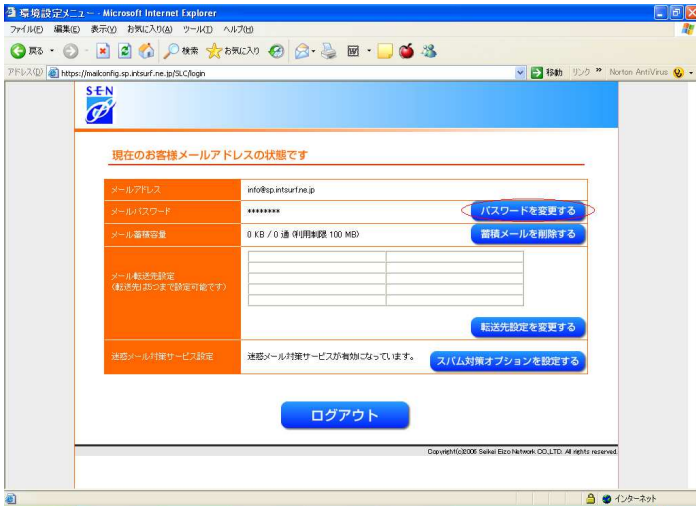 環境設定メニュー - Microsoft Internet Explorer
ファイル(F) 編集(E) 表示(V) お気に入り(A) ツール(T) ヘルプ(H)
戻る 検索 お気に入り
アドレス(D) https://mailconfig.sp.intsurf.ne.jp/SLC/login 移動 リンク » Norton AntiVirus
SEN
現在のお客様メールアドレスの状態です
メールアドレス info@sp.intsurf.ne.jp
メールパスワード ******** パスワードを変更する
メール蓄積容量 0 KB / 0 通 (利用制限 100 MB) 蓄積メールを削除する
メール転送先設定
(転送先は5つまで設定可能です)
転送先設定を変更する
迷惑メール対策サービス設定 迷惑メール対策サービスが有効になっています。 スパム対策オプションを設定する
ログアウト
Copyright(c)2006 Seikei Eizo Network CO.,LTD. All rights reserved.
インターネット